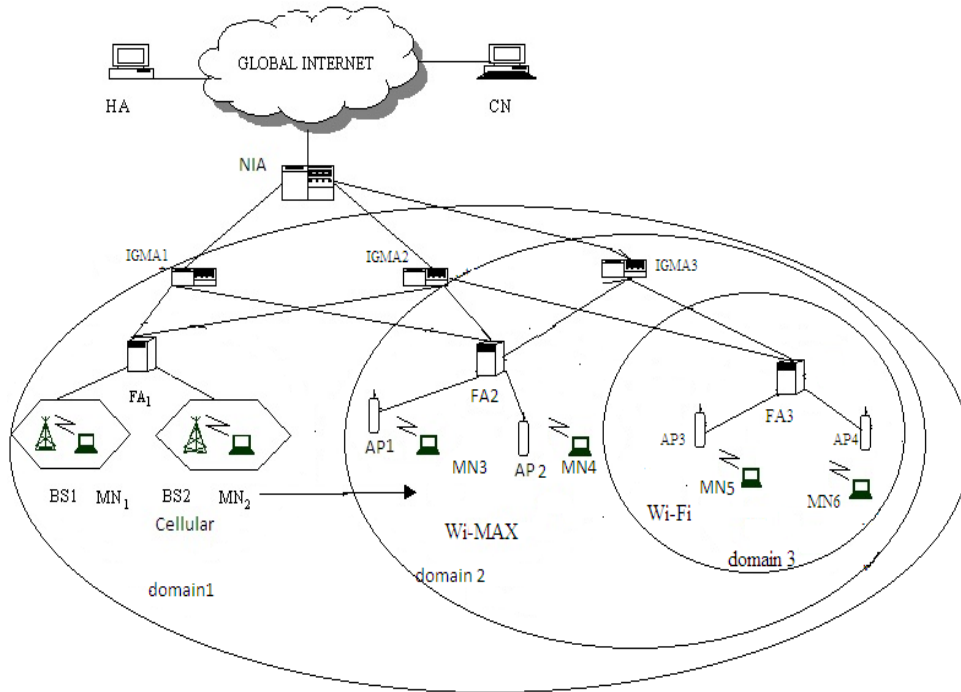 GLOBAL INTERNET
HA
CN
NIA
IGMA1
IGMA2
IGMA3
FA1
FA2
FA3
AP1
MN3
AP 2
MN4
AP3
AP4
MN5
MN6
BS1
MN1
BS2
MN2
Cellular
Wi-MAX
Wi-Fi
domain1
domain 2
domain 3